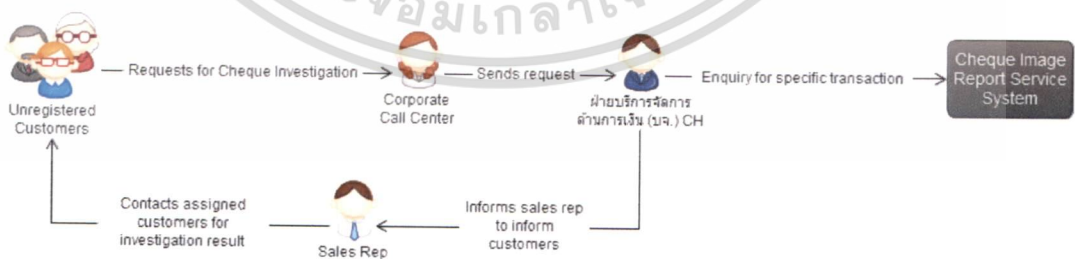 Requests for Cheque Investigation
Sends request
Enquiry for specific transaction
Cheque Image
Report Service
System
Unregistered
Customers
Corporate
Call Center
ฝ่ายบริการจัดการ
ด้านการเงิน (บจ.) CH
Contacts assigned
customers for
investigation result
Sales Rep
Informs sales rep
to inform
customers